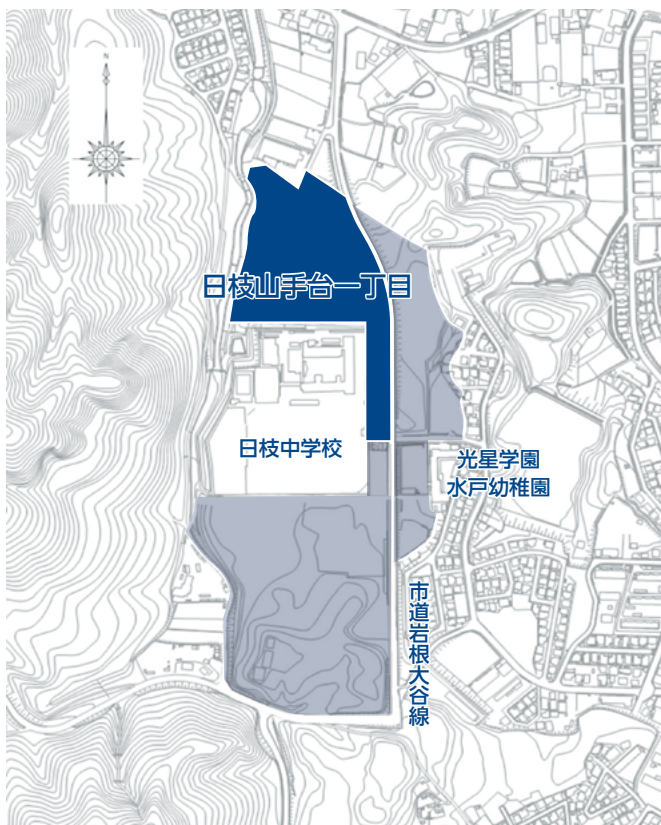 N
日枝山手台一丁目
日枝中学校
光星学園
水戸幼稚園
市道岩根大谷線